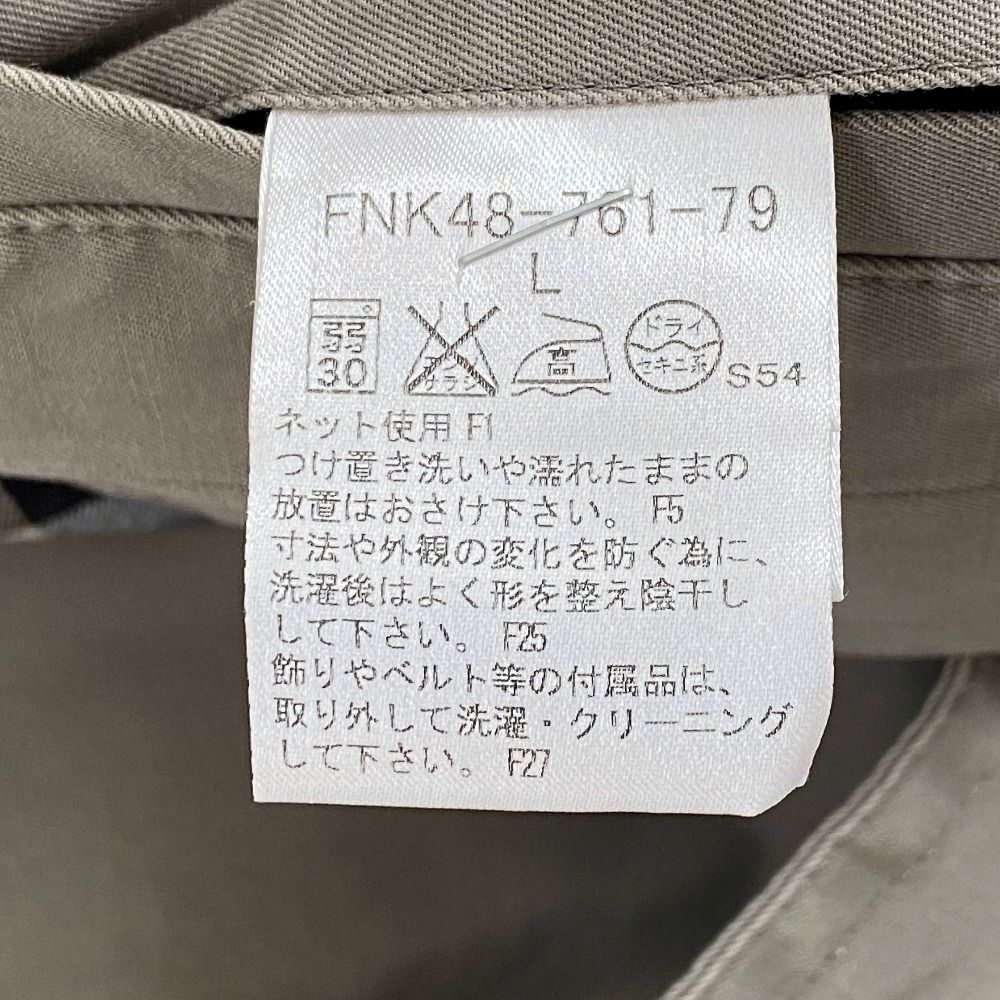 FNK48-761-79
L
弱
30
エンソ
サラシ
高
ドライ
セキユ系
S54
ネット使用 F1
つけ置き洗いや濡れたままの
放置はおさけ下さい。 F5
寸法や外観の変化を防ぐ為に、
洗濯後はよく形を整え陰干し
して下さい。 F25
飾りやベルト等の付属品は、
取り外して洗濯・クリーニング
して下さい。 F27